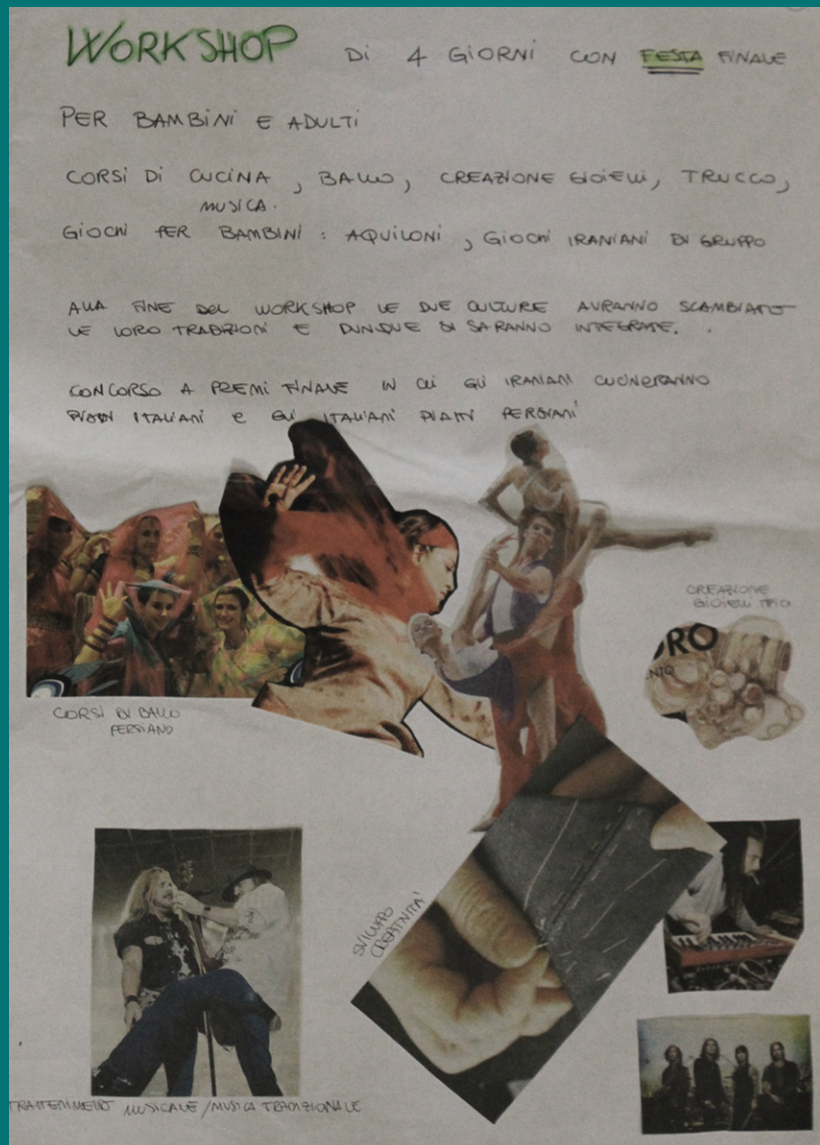 WORKSHOP DI 4 GIORNI CON FESTA FINALE
PER BAMBINI E ADULTI
CORSI DI CUCINA, BALLO, CREAZIONE GIOIELLI, TRUCCO,
MUSICA.
GIOCHI PER BAMBINI: AQUILONI, GIOCHI IRANIANI DI GRUPPO
ALLA FINE DEL WORKSHOP LE DUE CULTURE AVRANNO SCAMBIATO
LE LORO TRADIZIONI E DUNQUE SI SARANNO INTEGRATE.
CONCORSO A PREMI FINALE IN CUI GLI IRANIANI CUCINERANNO
PIATTI ITALIANI E GLI ITALIANI PIATTI PERSIANI
CREAZIONE
GIOIELLI
ORO
CORSI DI BALLO
PERSIANO
SVILUPPO
CREATIVITA'
TRATTENIMENTO MUSICALE / MUSICA TRADIZIONALE